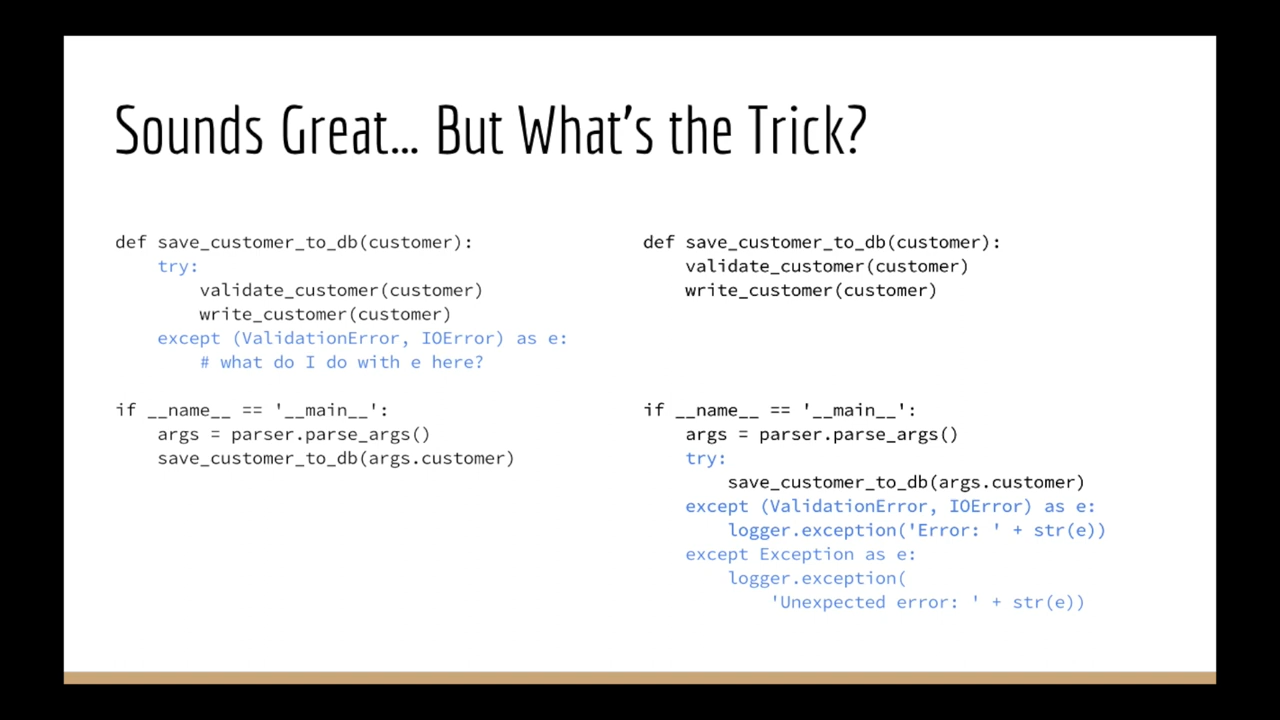 Sounds Great... But What's the Trick?
def save_customer_to_db(customer):
    try:
        validate_customer(customer)
        write_customer(customer)
    except (ValidationError, IOError) as e:
        # what do I do with e here?
if __name__ == '__main__':
    args = parser.parse_args()
    save_customer_to_db(args.customer)
def save_customer_to_db(customer):
    validate_customer(customer)
    write_customer(customer)
if __name__ == '__main__':
    args = parser.parse_args()
    try:
        save_customer_to_db(args.customer)
    except (ValidationError, IOError) as e:
        logger.exception('Error: ' + str(e))
    except Exception as e:
        logger.exception(
            'Unexpected error: ' + str(e))